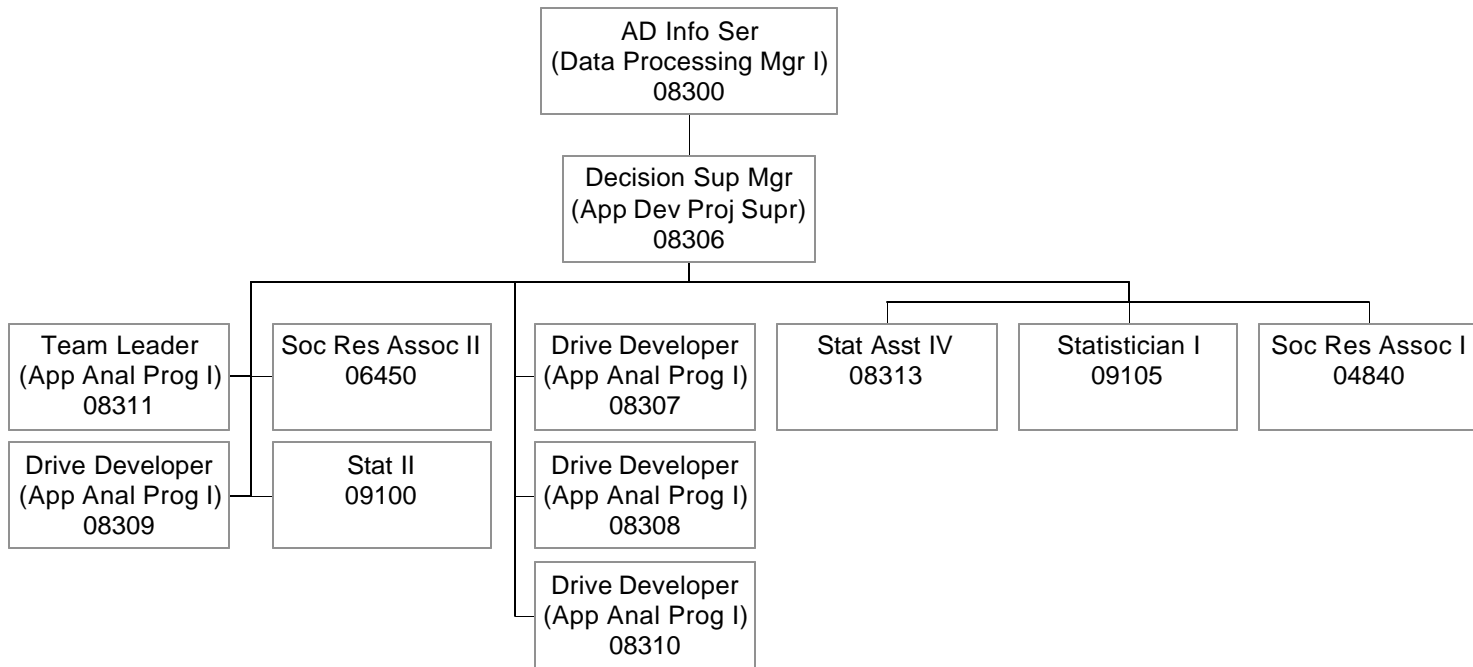 AD Info Ser
(Data Processing Mgr I)
08300
Decision Sup Mgr
(App Dev Proj Supr)
08306
Team Leader
(App Anal Prog I)
08311
Soc Res Assoc II
06450
Drive Developer
(App Anal Prog I)
08307
Stat Asst IV
08313
Statistician I
09105
Soc Res Assoc I
04840
Drive Developer
(App Anal Prog I)
08309
Stat II
09100
Drive Developer
(App Anal Prog I)
08308
Drive Developer
(App Anal Prog I)
08310